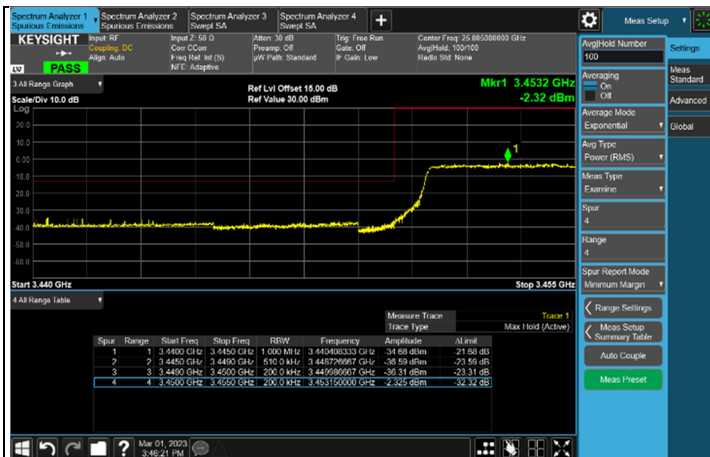 Spectrum Analyzer 1 Spectrum Analyzer 2 Spectrum Analyzer 3 Spectrum Analyzer 4 Meas Setup
Spurious Emissions Spurious Emissions Swept SA Swept SA
KEYSIGHT Input: RF Input Z: 50 Ω Atten: 30 dB Trig: Free Run Center Freq: 25.005000000 GHz
Coupling: DC Corr CCorr Preamp: Off Gate: Off Avg|Hold: 100/100
Align: Auto Freq Ref: Int (S) µW Path: Standard IF Gain: Low Radio Std: None
NFE: Adaptive
LXI PASS
3 All Range Graph Ref Lvl Offset 15.00 dB Mkr1 3.4532 GHz
Scale/Div 10.0 dB Ref Value 30.00 dBm -2.32 dBm
Log
20.0
10.0
0.00
-10.0
-20.0
-30.0
-40.0
-50.0
-60.0
1
Start 3.440 GHz Stop 3.455 GHz
4 All Range Table
Measure Trace Trace 1
Trace Type Max Hold (Active)
Spur Range Start Freq Stop Freq RBW Frequency Amplitude ΔLimit
1 1 3.4400 GHz 3.4450 GHz 1.000 MHz 3.440408333 GHz -34.68 dBm -21.68 dB
2 2 3.4450 GHz 3.4490 GHz 510.0 kHz 3.448726667 GHz -36.59 dBm -23.59 dB
3 3 3.4490 GHz 3.4500 GHz 200.0 kHz 3.449986667 GHz -36.31 dBm -23.31 dB
4 4 3.4500 GHz 3.4550 GHz 200.0 kHz 3.453150000 GHz -2.325 dBm -32.32 dB
Mar 01, 2023
3:46:21 PM
Avg|Hold Number
100
Averaging
On
Off
Average Mode
Exponential
Avg Type
Power (RMS)
Meas Type
Examine
Spur
4
Range
4
Spur Report Mode
Minimum Margin
Range Settings
Meas Setup
Summary Table
Auto Couple
Meas Preset
Settings
Meas
Standard
Advanced
Global